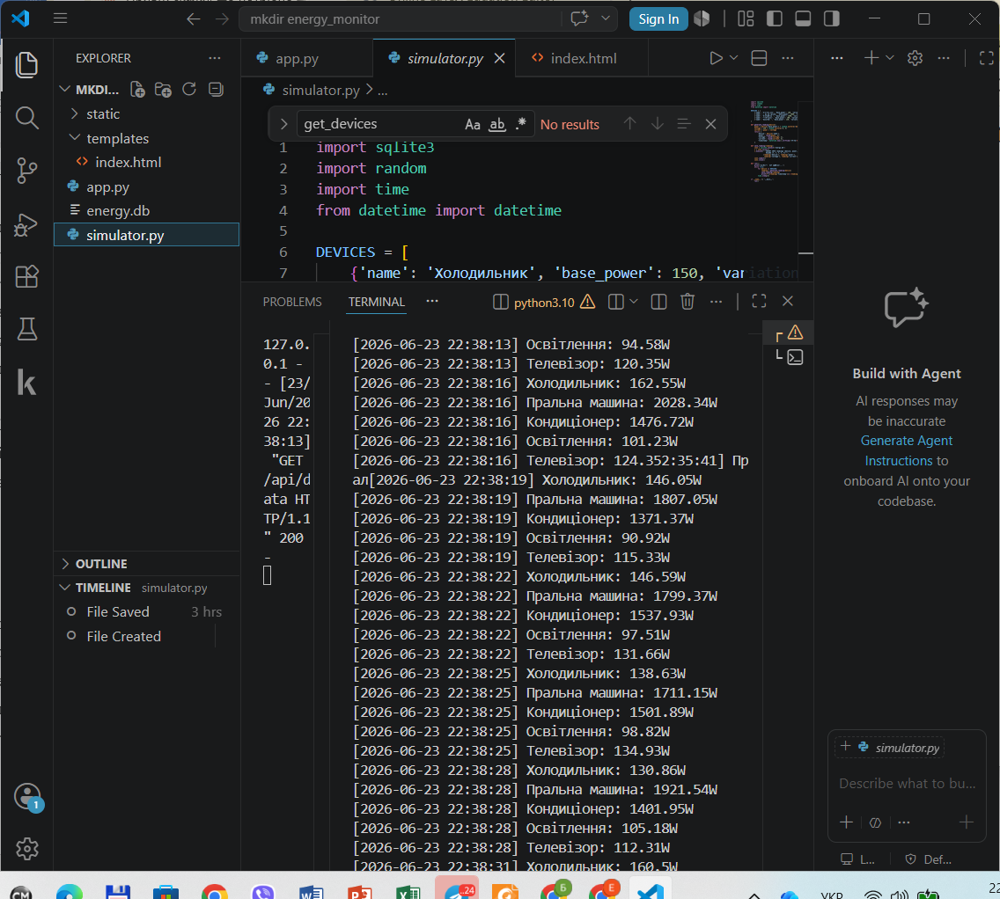 mkdir energy_monitor
Sign In
EXPLORER
MKDI...
static
templates
index.html
app.py
energy.db
simulator.py
OUTLINE
TIMELINE simulator.py
File Saved 3 hrs
File Created
1
app.py
simulator.py
index.html
simulator.py > ...
get_devices
Aa ab .*
No results
1 import sqlite3
2 import random
3 import time
4 from datetime import datetime
5
6 DEVICES = [
7 {'name': 'Холодильник', 'base_power': 150, 'variation
PROBLEMS
TERMINAL
python3.10
127.0.
0.1 -
- [23/
Jun/20
26 22:
38:13]
"GET
/api/d
ata HT
TP/1.1
" 200
-
[2026-06-23 22:38:13] Освітлення: 94.58W
[2026-06-23 22:38:13] Телевізор: 120.35W
[2026-06-23 22:38:16] Холодильник: 162.55W
[2026-06-23 22:38:16] Пральна машина: 2028.34W
[2026-06-23 22:38:16] Кондиціонер: 1476.72W
[2026-06-23 22:38:16] Освітлення: 101.23W
[2026-06-23 22:38:16] Телевізор: 124.352:35:41] Пр
ал[2026-06-23 22:38:19] Холодильник: 146.05W
[2026-06-23 22:38:19] Пральна машина: 1807.05W
[2026-06-23 22:38:19] Кондиціонер: 1371.37W
[2026-06-23 22:38:19] Освітлення: 90.92W
[2026-06-23 22:38:19] Телевізор: 115.33W
[2026-06-23 22:38:22] Холодильник: 146.59W
[2026-06-23 22:38:22] Пральна машина: 1799.37W
[2026-06-23 22:38:22] Кондиціонер: 1537.93W
[2026-06-23 22:38:22] Освітлення: 97.51W
[2026-06-23 22:38:22] Телевізор: 131.66W
[2026-06-23 22:38:25] Холодильник: 138.63W
[2026-06-23 22:38:25] Пральна машина: 1711.15W
[2026-06-23 22:38:25] Кондиціонер: 1501.89W
[2026-06-23 22:38:25] Освітлення: 98.82W
[2026-06-23 22:38:25] Телевізор: 134.93W
[2026-06-23 22:38:28] Холодильник: 130.86W
[2026-06-23 22:38:28] Пральна машина: 1921.54W
[2026-06-23 22:38:28] Кондиціонер: 1401.95W
[2026-06-23 22:38:28] Освітлення: 105.18W
[2026-06-23 22:38:28] Телевізор: 112.31W
[2026-06-23 22:38:31] Холодильник: 160.5W
Build with Agent
AI responses may
be inaccurate
Generate Agent
Instructions to
onboard AI onto your
codebase.
simulator.py
Describe what to bu...
L...
Def...
24
Б
E
УКР
22